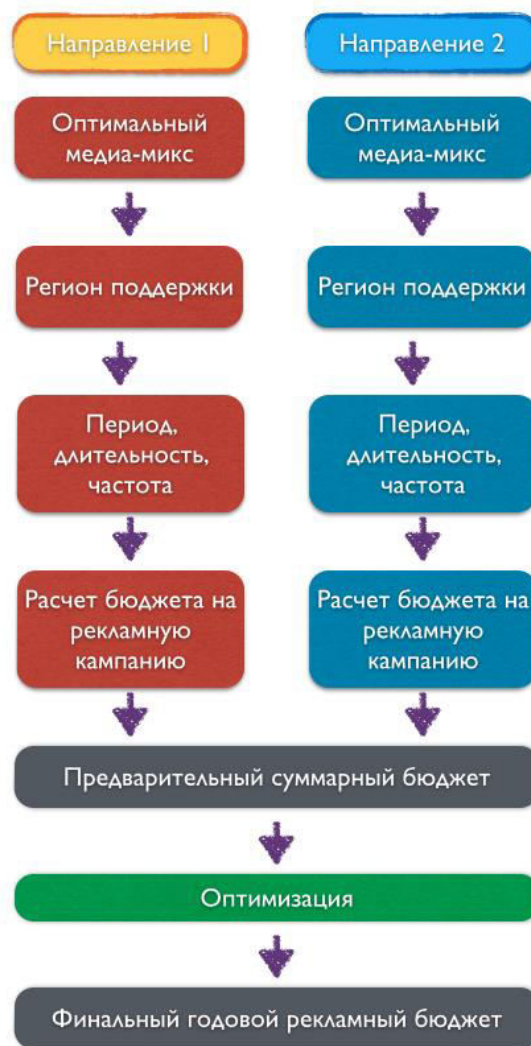 Направление 1
Направление 2
Оптимальный
медиа-микс
Оптимальный
медиа-микс
Регион поддержки
Регион поддержки
Период,
длительность,
частота
Период,
длительность,
частота
Расчет бюджета на
рекламную
кампанию
Расчет бюджета на
рекламную
кампанию
Предварительный суммарный бюджет
Оптимизация
Финальный годовой рекламный бюджет